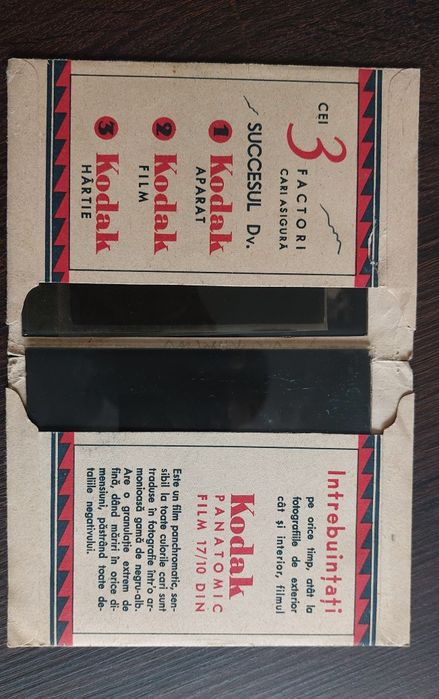 CEI
3
FACTORI
CARI ASIGURĂ
SUCCESUL Dv.
1 Kodak
APARAT
2 Kodak
FILM
3 Kodak
HÂRTIE
Intrebuințați
pe orice timp, atât la
fotografiile de exterior
cât și interior, filmul
Kodak
PANATOMIC
FILM 17/10 DIN
Este un film panchromatic, sen-
sibil la toate culorile cari sunt
traduse în fotografie într'o ar-
monioasă gamă de negru-alb.
Are o granuație extrem de
fină, dând măriri în orice di-
mensiuni, păstrând toate de-
taliile negativului.